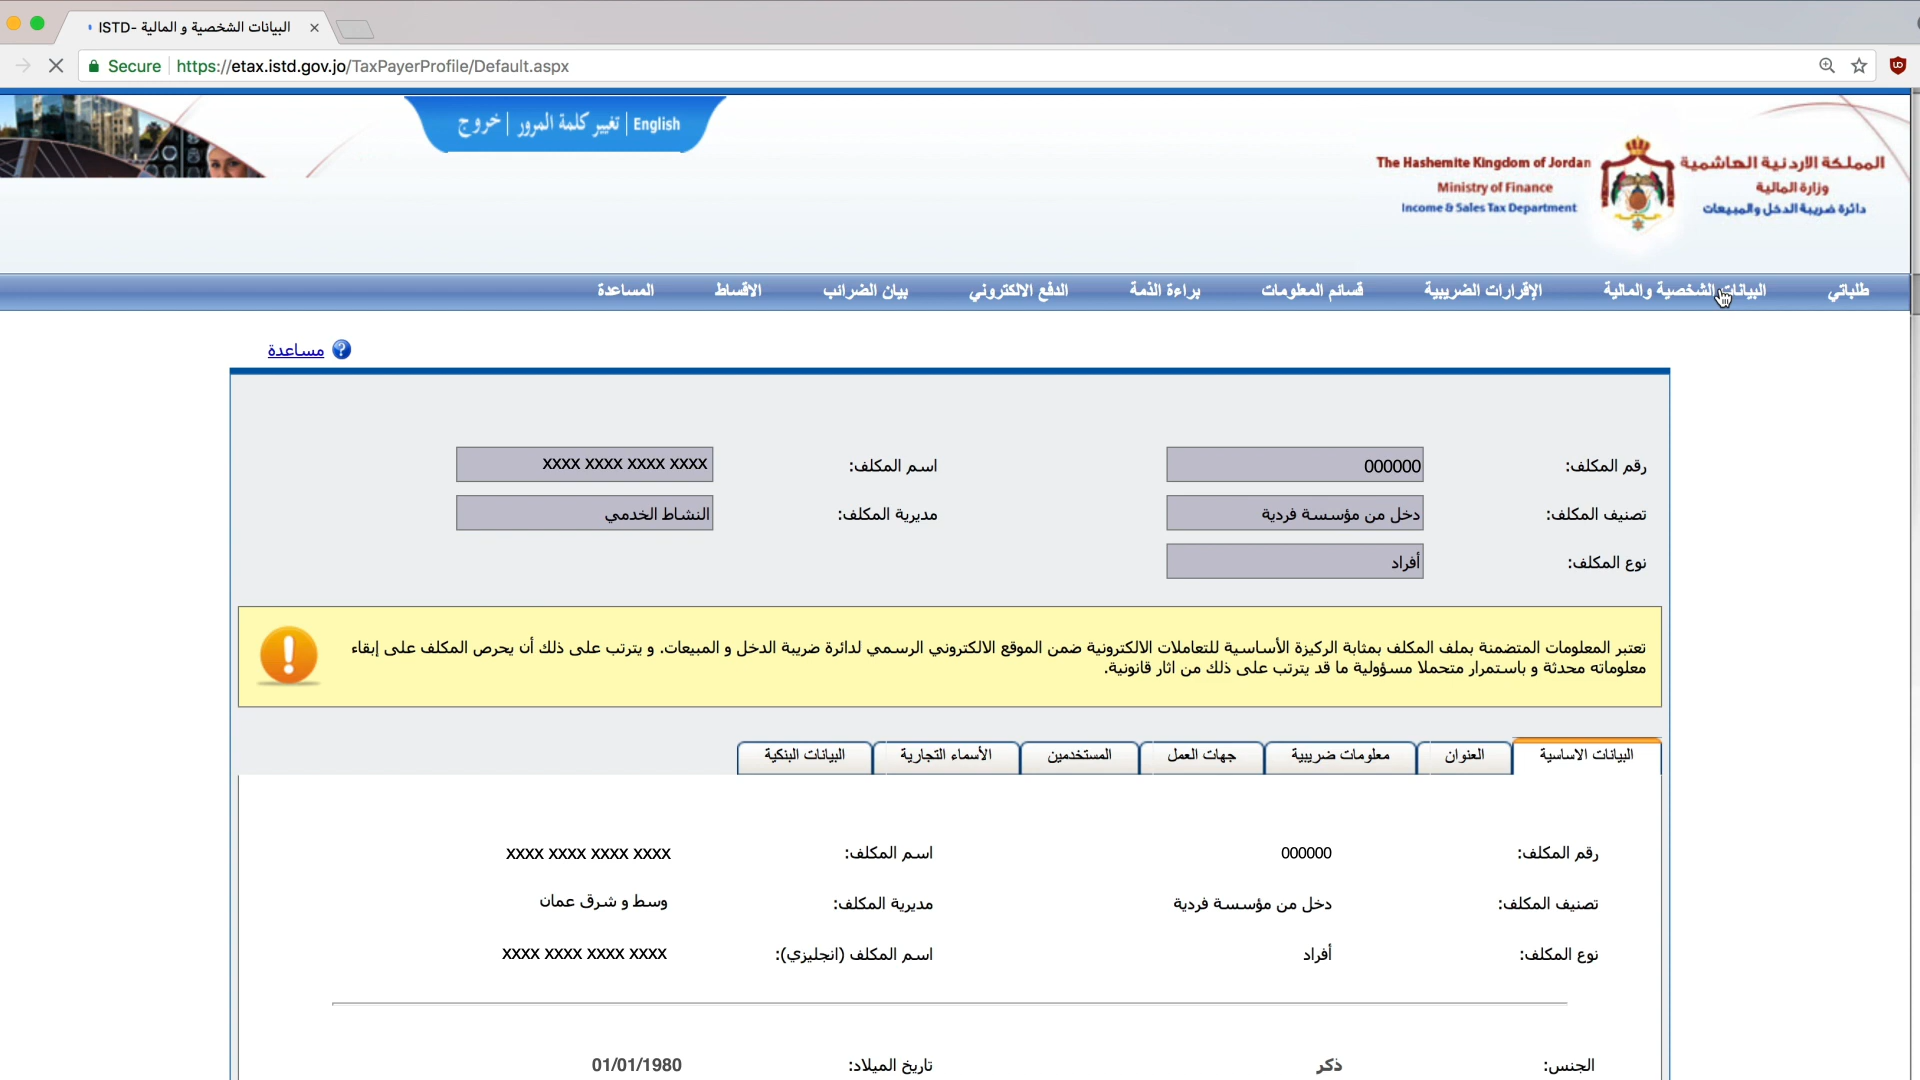 البيانات الشخصية و المالية -ISTD
Secure https://etax.istd.gov.jo/TaxPayerProfile/Default.aspx
English | تغيير كلمة المرور | خروج
المملكة الاردنية الهاشمية
وزارة المالية
دائرة ضريبة الدخل والمبيعات
The Hashemite Kingdom of Jordan
Ministry of Finance
Income & Sales Tax Department
طلباتي البيانات الشخصية والمالية الإقرارات الضريبية قسائم المعلومات براءة الذمة الدفع الالكتروني بيان الضرائب الاقساط المساعدة
مساعدة
رقم المكلف: 000000 اسم المكلف: XXXX XXXX XXXX XXXX
تصنيف المكلف: دخل من مؤسسة فردية مديرية المكلف: النشاط الخدمي
نوع المكلف: أفراد
تعتبر المعلومات المتضمنة بملف المكلف بمثابة الركيزة الأساسية للتعاملات الالكترونية ضمن الموقع الالكتروني الرسمي لدائرة ضريبة الدخل و المبيعات. و يترتب على ذلك أن يحرص المكلف على إبقاء
معلوماته محدثة و باستمرار متحملا مسؤولية ما قد يترتب على ذلك من اثار قانونية.
البيانات الاساسية العنوان معلومات ضريبية جهات العمل المستخدمين الأسماء التجارية البيانات البنكية
رقم المكلف: 000000 اسم المكلف: XXXX XXXX XXXX XXXX
تصنيف المكلف: دخل من مؤسسة فردية مديرية المكلف: وسط و شرق عمان
نوع المكلف: أفراد اسم المكلف (انجليزي): XXXX XXXX XXXX XXXX
الجنس: ذكر تاريخ الميلاد: 01/01/1980